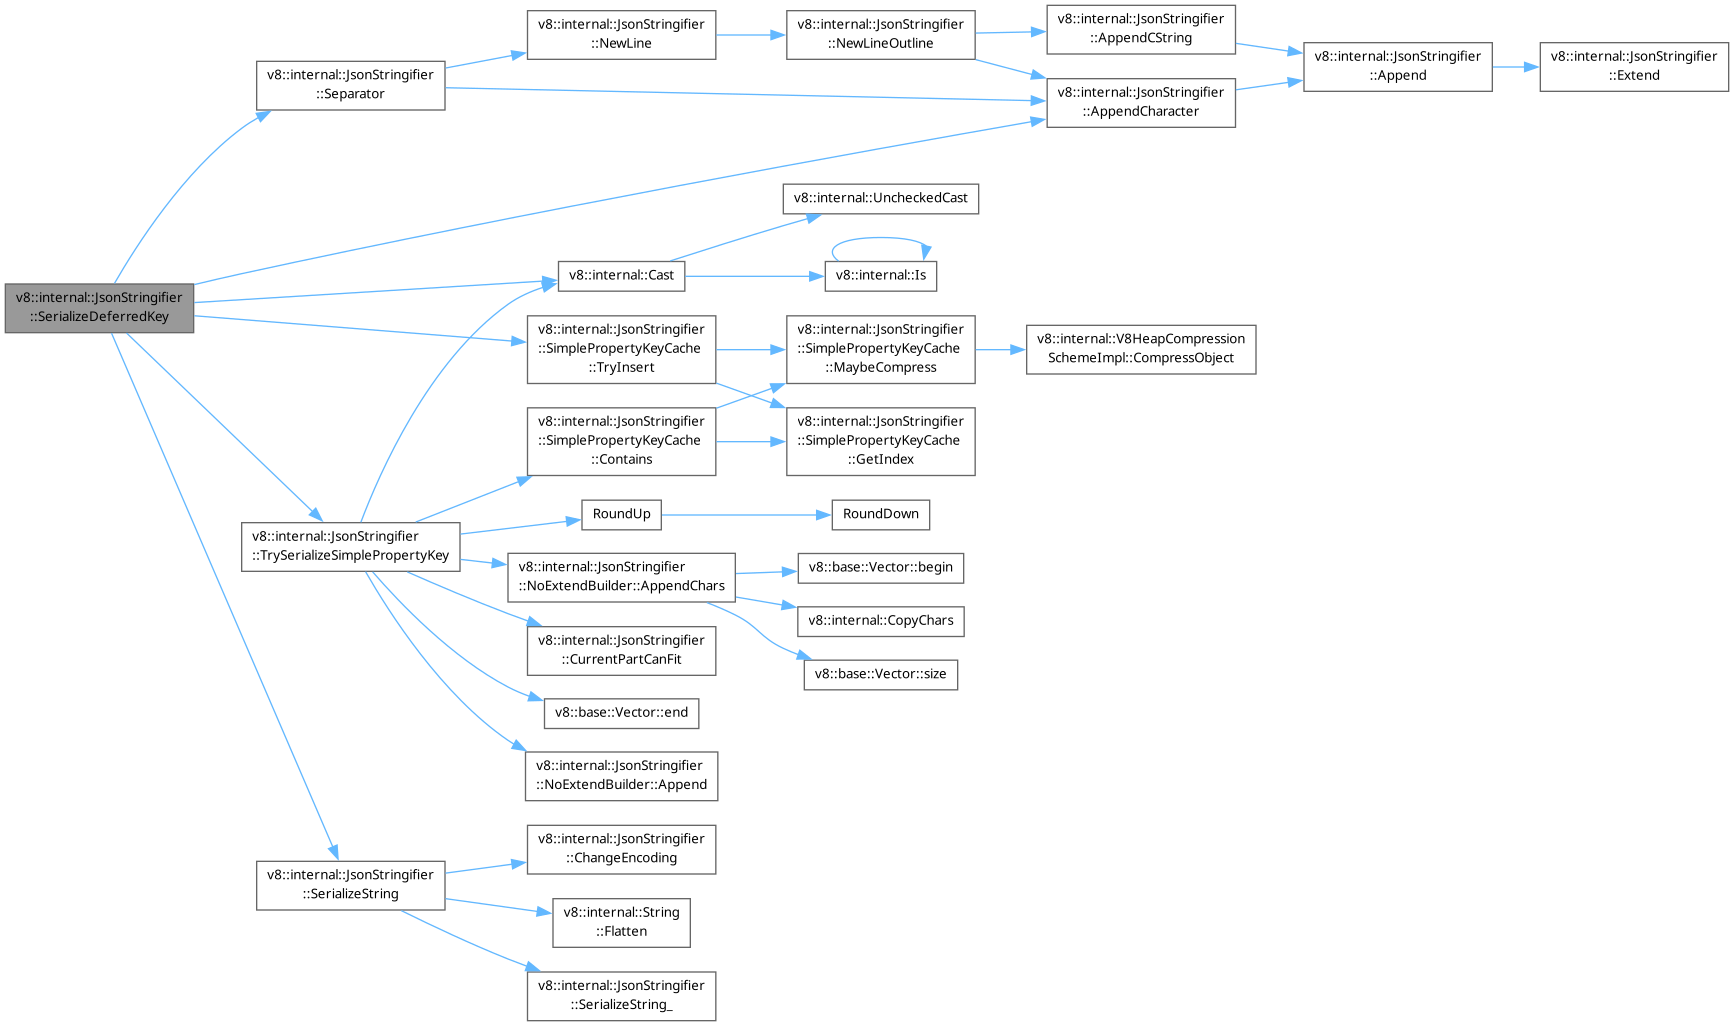 v8::internal::JsonStringifier
::SerializeDeferredKey
v8::internal::JsonStringifier
::Separator
v8::internal::JsonStringifier
::NewLine
v8::internal::JsonStringifier
::NewLineOutline
v8::internal::JsonStringifier
::AppendCString
v8::internal::JsonStringifier
::AppendCharacter
v8::internal::JsonStringifier
::Append
v8::internal::JsonStringifier
::Extend
v8::internal::Cast
v8::internal::UncheckedCast
v8::internal::Is
v8::internal::JsonStringifier
::SimplePropertyKeyCache
::TryInsert
v8::internal::JsonStringifier
::SimplePropertyKeyCache
::MaybeCompress
v8::internal::V8HeapCompression
SchemeImpl::CompressObject
v8::internal::JsonStringifier
::SimplePropertyKeyCache
::Contains
v8::internal::JsonStringifier
::SimplePropertyKeyCache
::GetIndex
v8::internal::JsonStringifier
::TrySerializeSimplePropertyKey
RoundUp
RoundDown
v8::internal::JsonStringifier
::NoExtendBuilder::AppendChars
v8::base::Vector::begin
v8::internal::CopyChars
v8::base::Vector::size
v8::internal::JsonStringifier
::CurrentPartCanFit
v8::base::Vector::end
v8::internal::JsonStringifier
::NoExtendBuilder::Append
v8::internal::JsonStringifier
::SerializeString
v8::internal::JsonStringifier
::ChangeEncoding
v8::internal::String
::Flatten
v8::internal::JsonStringifier
::SerializeString_